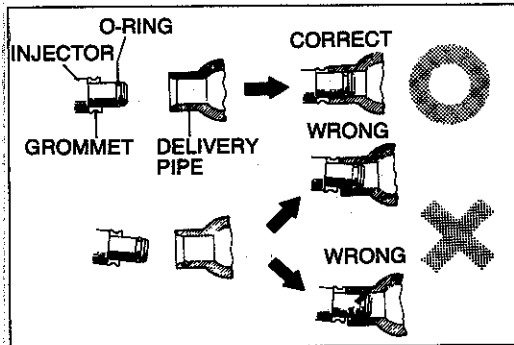 O-RING
INJECTOR
CORRECT
GROMMET
DELIVERY
PIPE
WRONG
WRONG